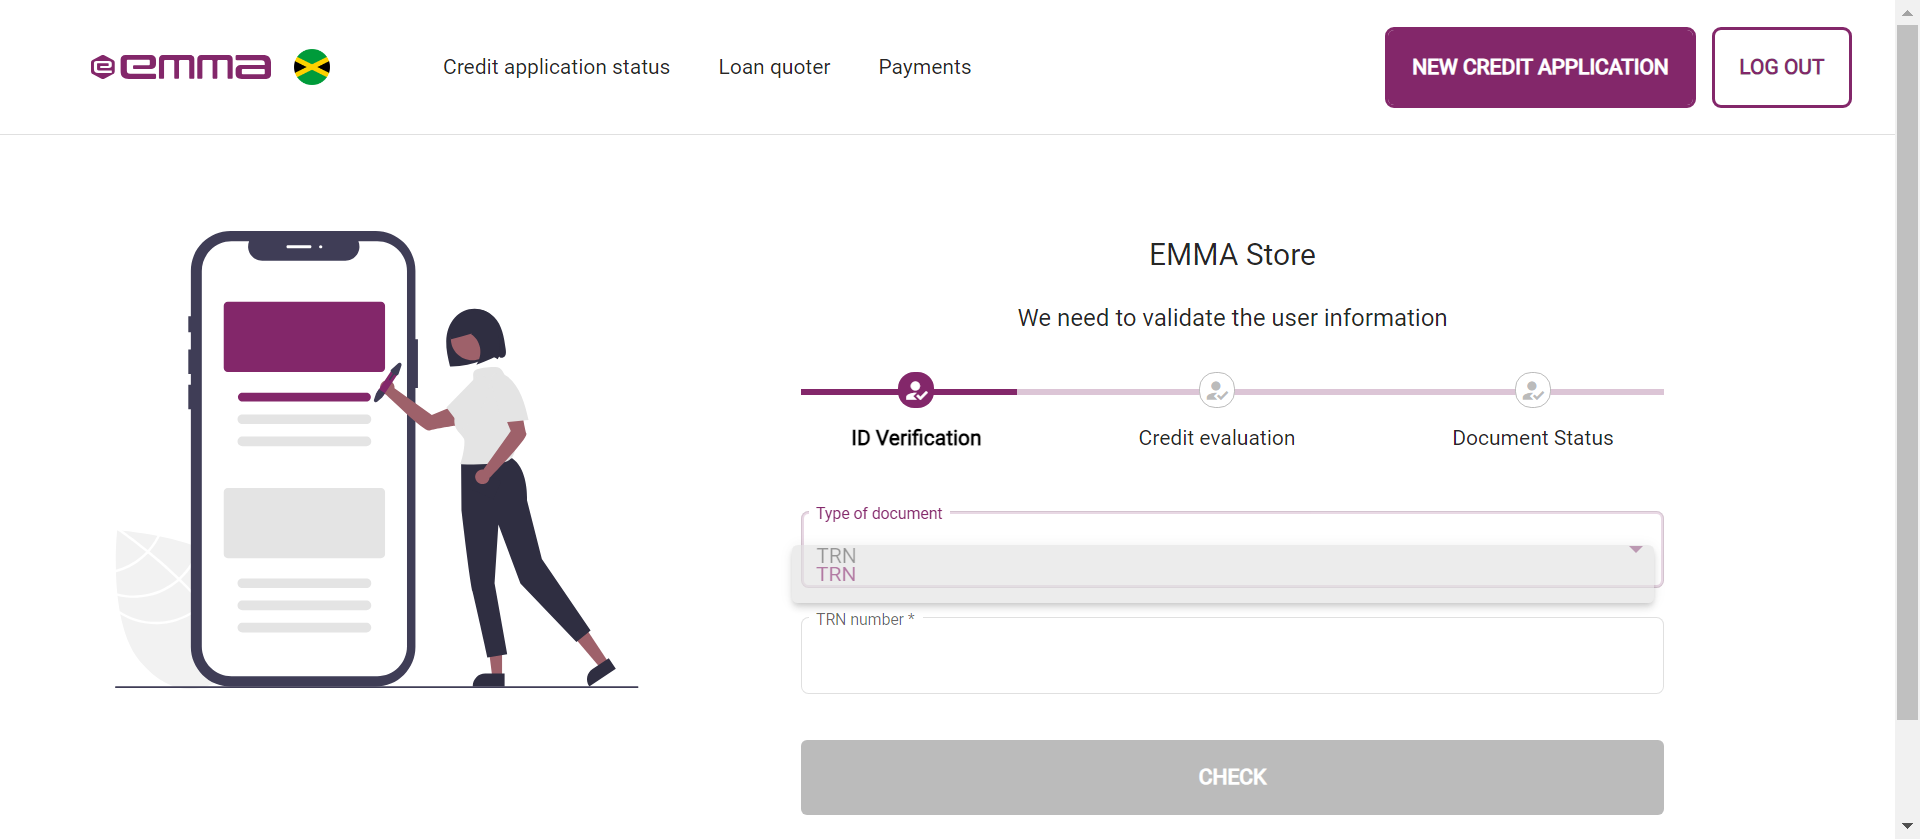 emma
Credit application status
Loan quoter
Payments
NEW CREDIT APPLICATION
LOG OUT
EMMA Store
We need to validate the user information
ID Verification
Credit evaluation
Document Status
Type of document
TRN
TRN
TRN number *
CHECK